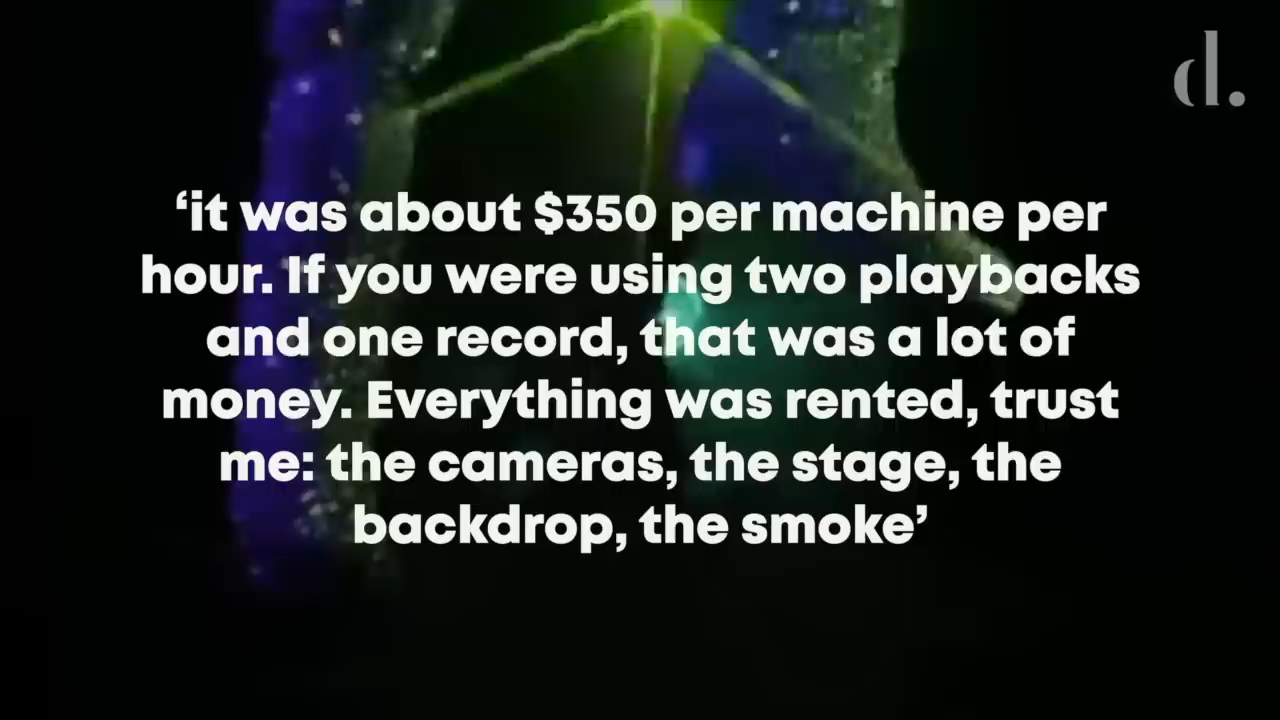 d.
‘it was about $350 per machine per
hour. If you were using two playbacks
and one record, that was a lot of
money. Everything was rented, trust
me: the cameras, the stage, the
backdrop, the smoke’